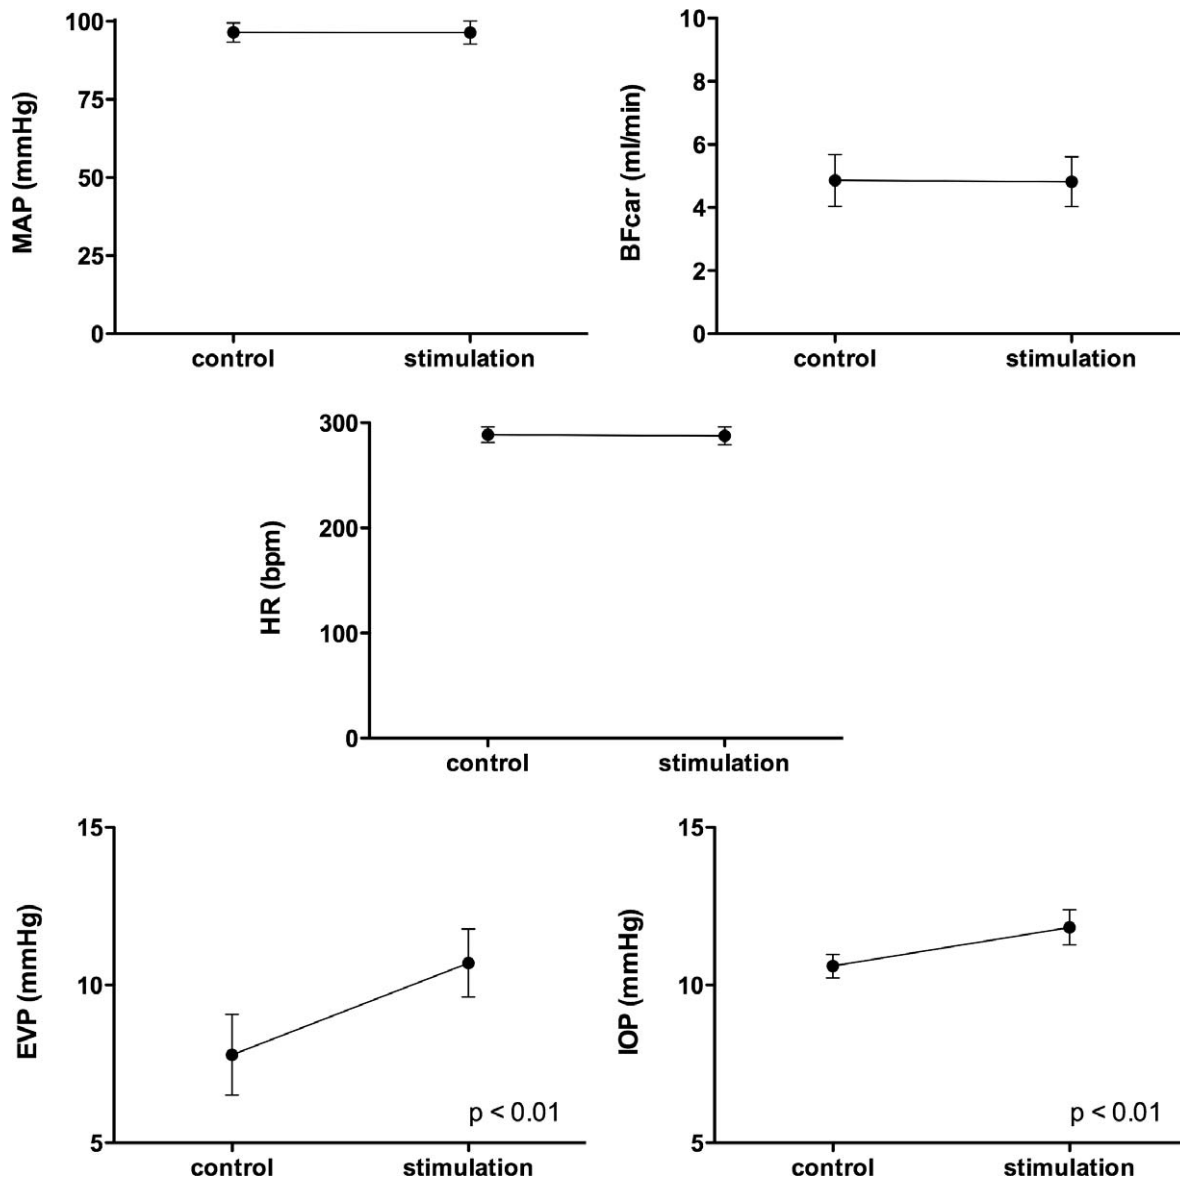 MAP (mmHg)
100
75
50
25
0
control stimulation
BFcar (ml/min)
10
8
6
4
2
0
control stimulation
HR (bpm)
300
200
100
0
control stimulation
EVP (mmHg)
15
10
5
p < 0.01
control stimulation
IOP (mmHg)
15
10
5
p < 0.01
control stimulation